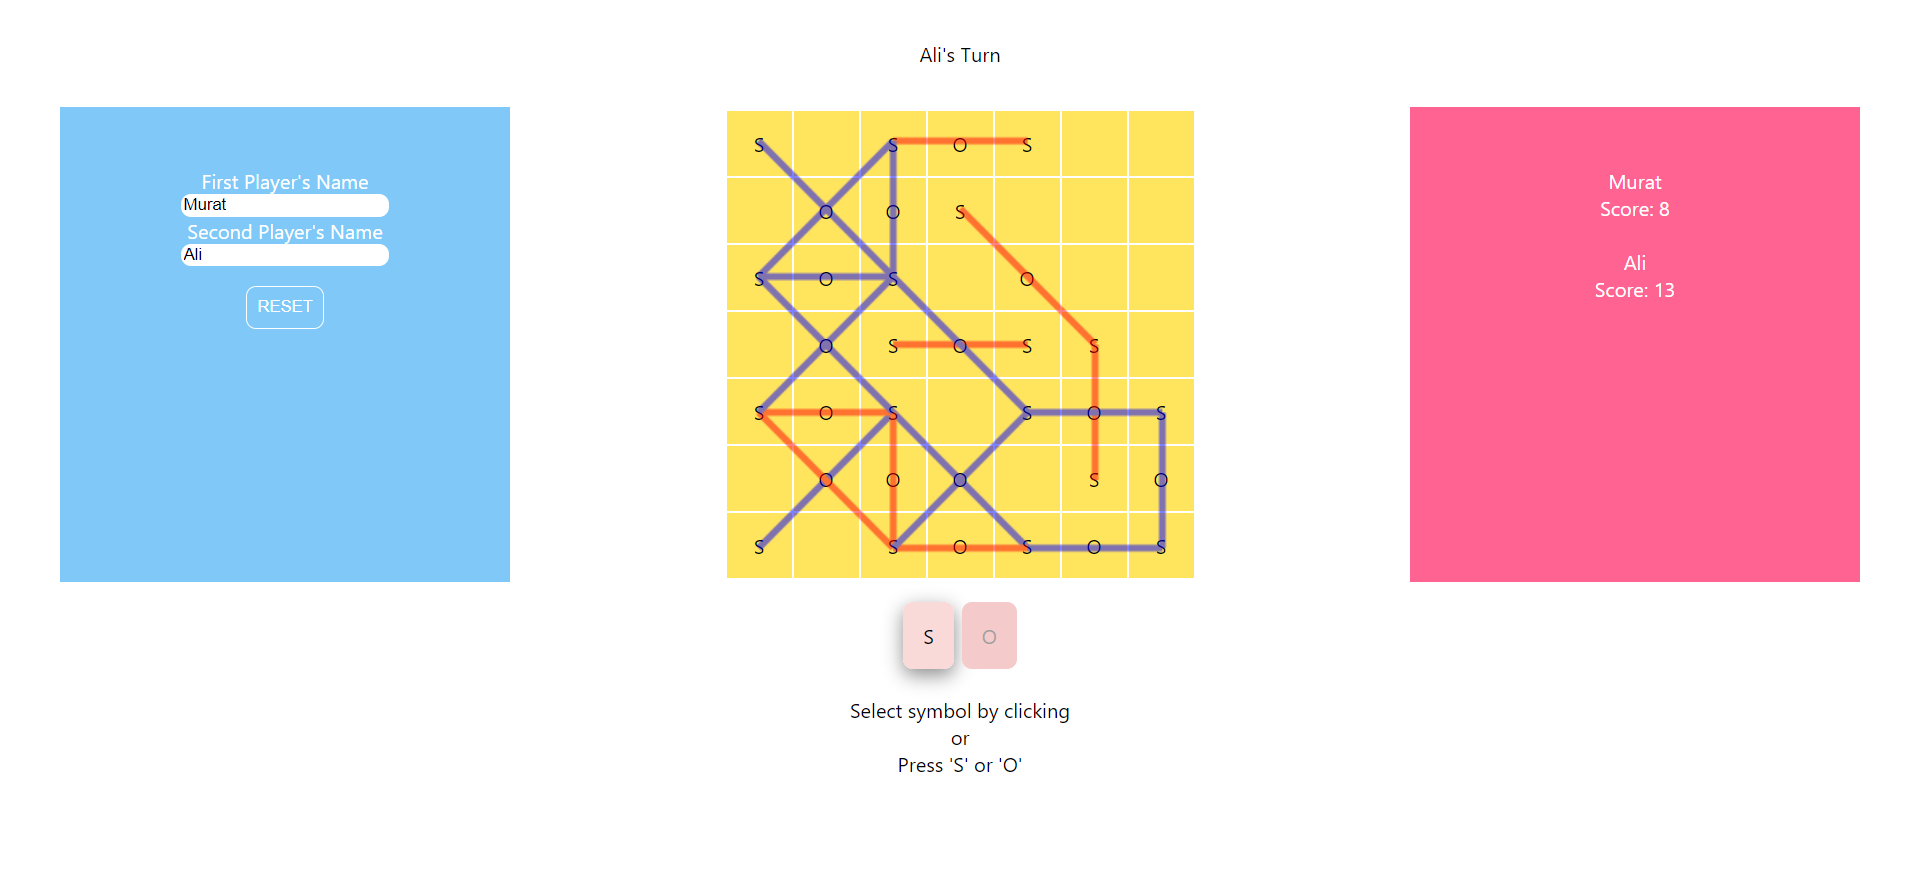 Ali's Turn
First Player's Name
Murat
Second Player's Name
Ali
RESET
S S O S
O O S
S O S O
O S O S S
S O S S O S
O O O S O
S S O S O S
Murat
Score: 8
Ali
Score: 13
S O
Select symbol by clicking
or
Press 'S' or 'O'